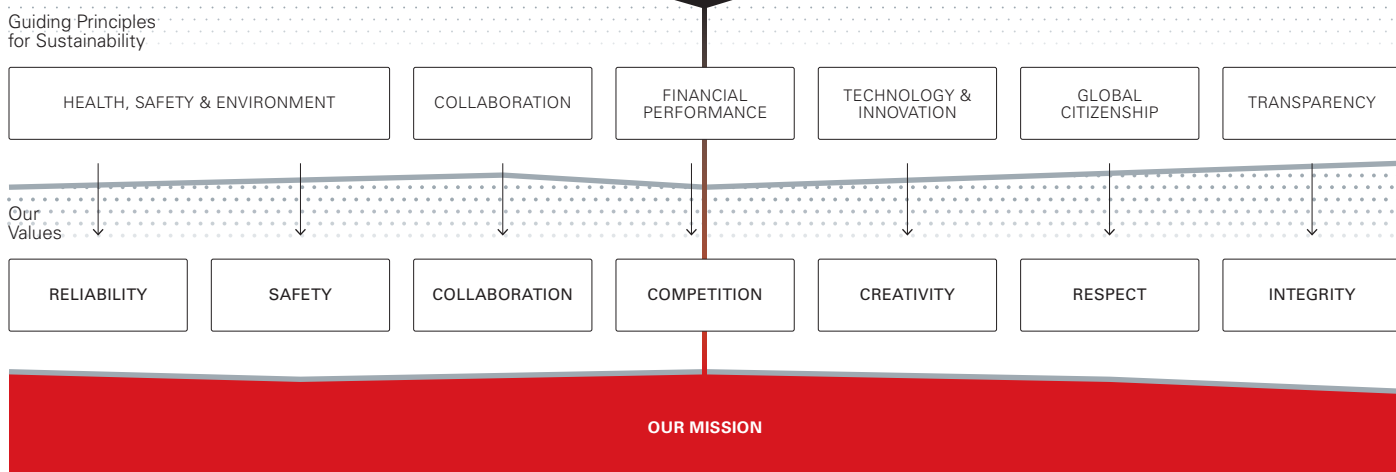 Guiding Principles
for Sustainability
HEALTH, SAFETY & ENVIRONMENT
COLLABORATION
FINANCIAL
PERFORMANCE
TECHNOLOGY &
INNOVATION
GLOBAL
CITIZENSHIP
TRANSPARENCY
Our
Values
RELIABILITY
SAFETY
COLLABORATION
COMPETITION
CREATIVITY
RESPECT
INTEGRITY
OUR MISSION